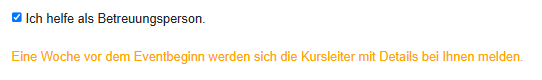 Ich helfe als Betreuungsperson.
Eine Woche vor dem Eventbeginn werden sich die Kursleiter mit Details bei Ihnen melden.